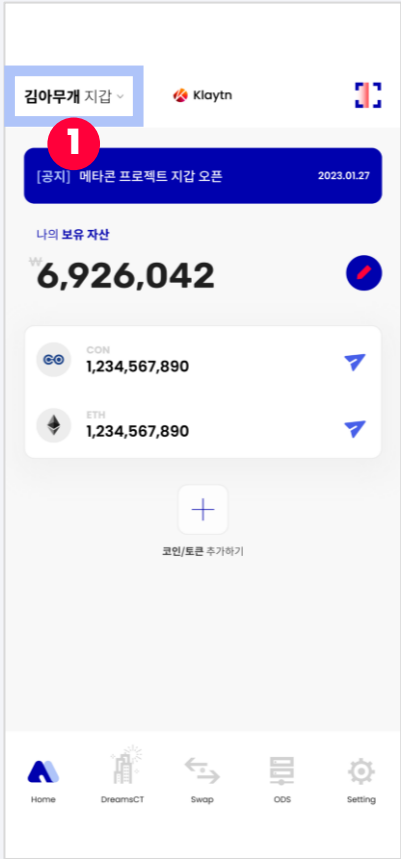 김아무개 지갑
Klaytn
1
[공지] 메타콘 프로젝트 지갑 오픈 2023.01.27
나의 보유 자산
₩6,926,042
CON
1,234,567,890
ETH
1,234,567,890
코인/토큰 추가하기
Home DreamsCT Swap ODS Setting